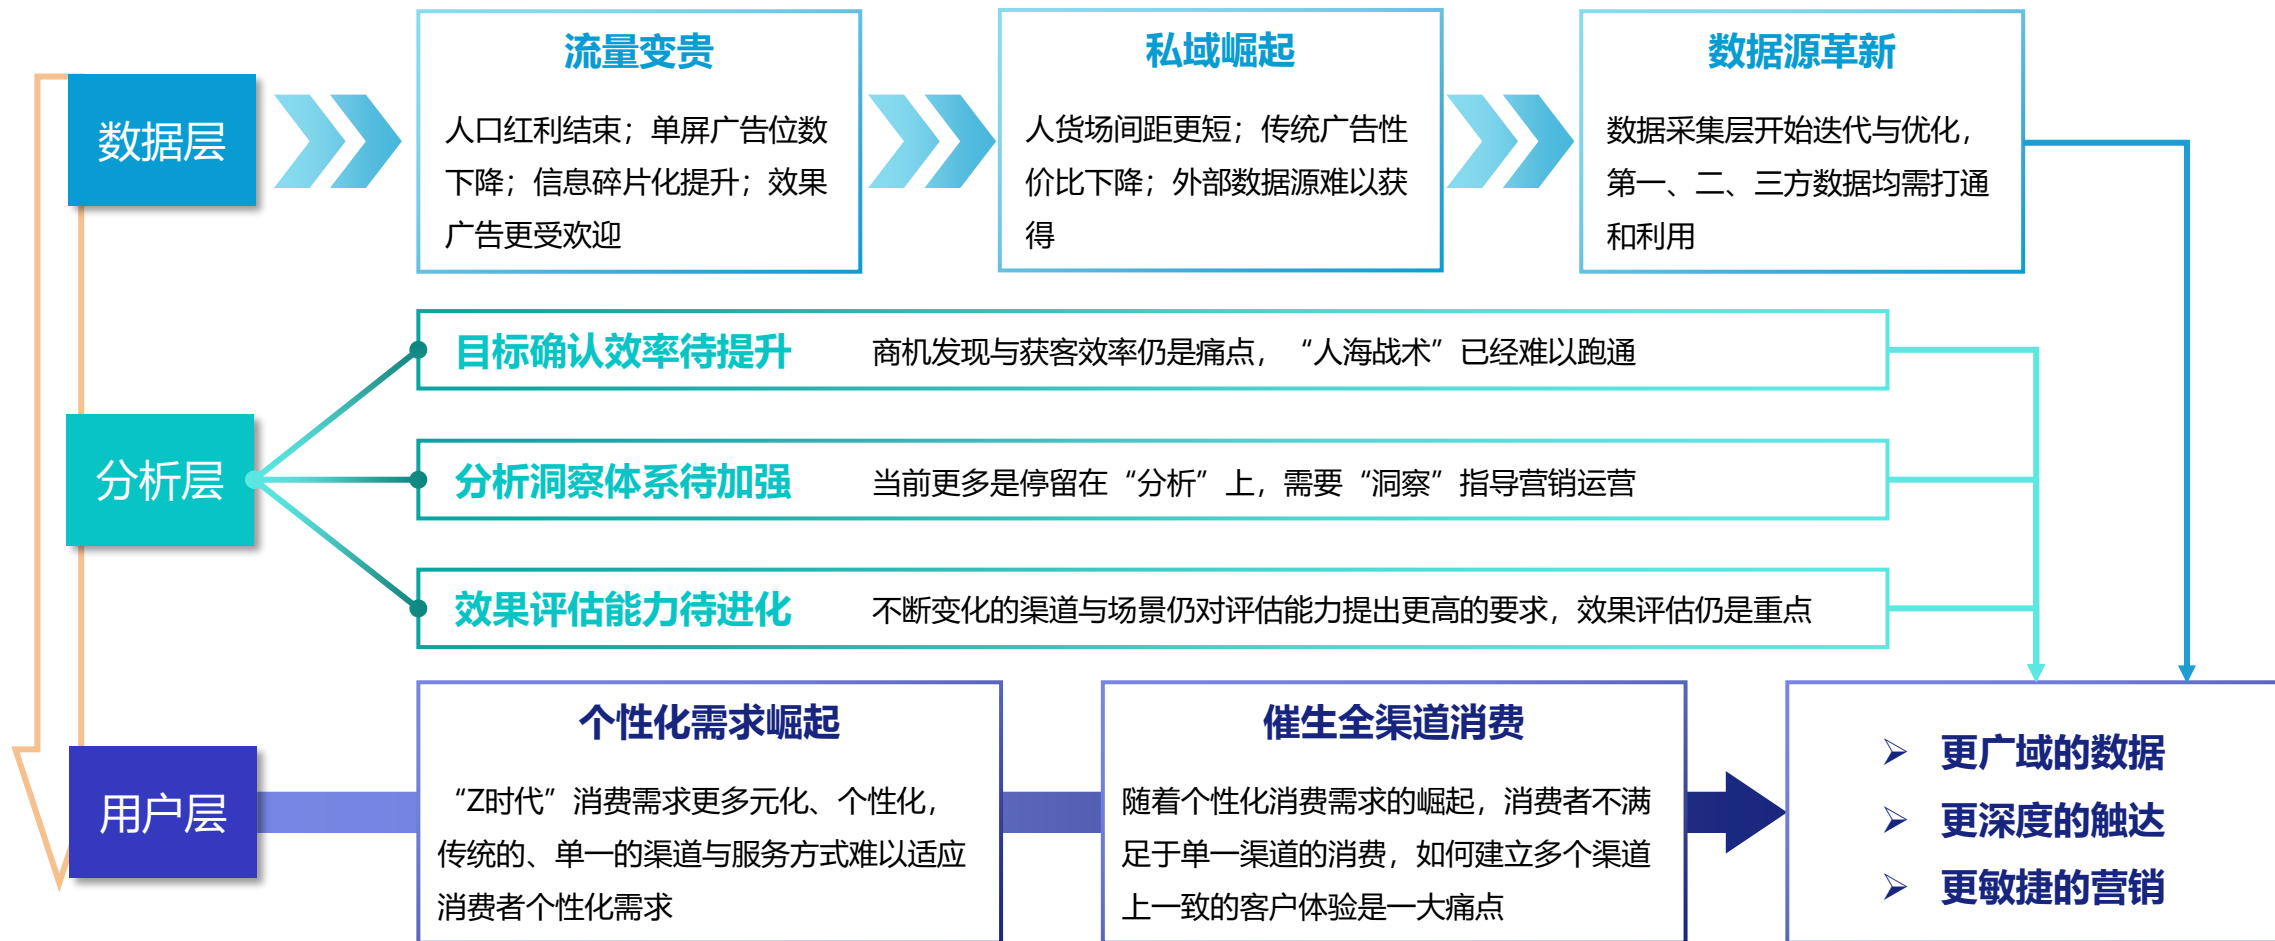 数据层
流量变贵
人口红利结束；单屏广告位数
下降；信息碎片化提升；效果
广告更受欢迎
私域崛起
人货场间距更短；传统广告性
价比下降；外部数据源难以获
得
数据源革新
数据采集层开始迭代与优化，
第一、二、三方数据均需打通
和利用
分析层
目标确认效率待提升
商机发现与获客效率仍是痛点，“人海战术”已经难以跑通
分析洞察体系待加强
当前更多是停留在“分析”上，需要“洞察”指导营销运营
效果评估能力待进化
不断变化的渠道与场景仍对评估能力提出更高的要求，效果评估仍是重点
用户层
个性化需求崛起
“Z时代”消费需求更多元化、个性化，
传统的、单一的渠道与服务方式难以适应
消费者个性化需求
催生全渠道消费
随着个性化消费需求的崛起，消费者不满
足于单一渠道的消费，如何建立多个渠道
上一致的客户体验是一大痛点
➢ 更广域的数据
➢ 更深度的触达
➢ 更敏捷的营销